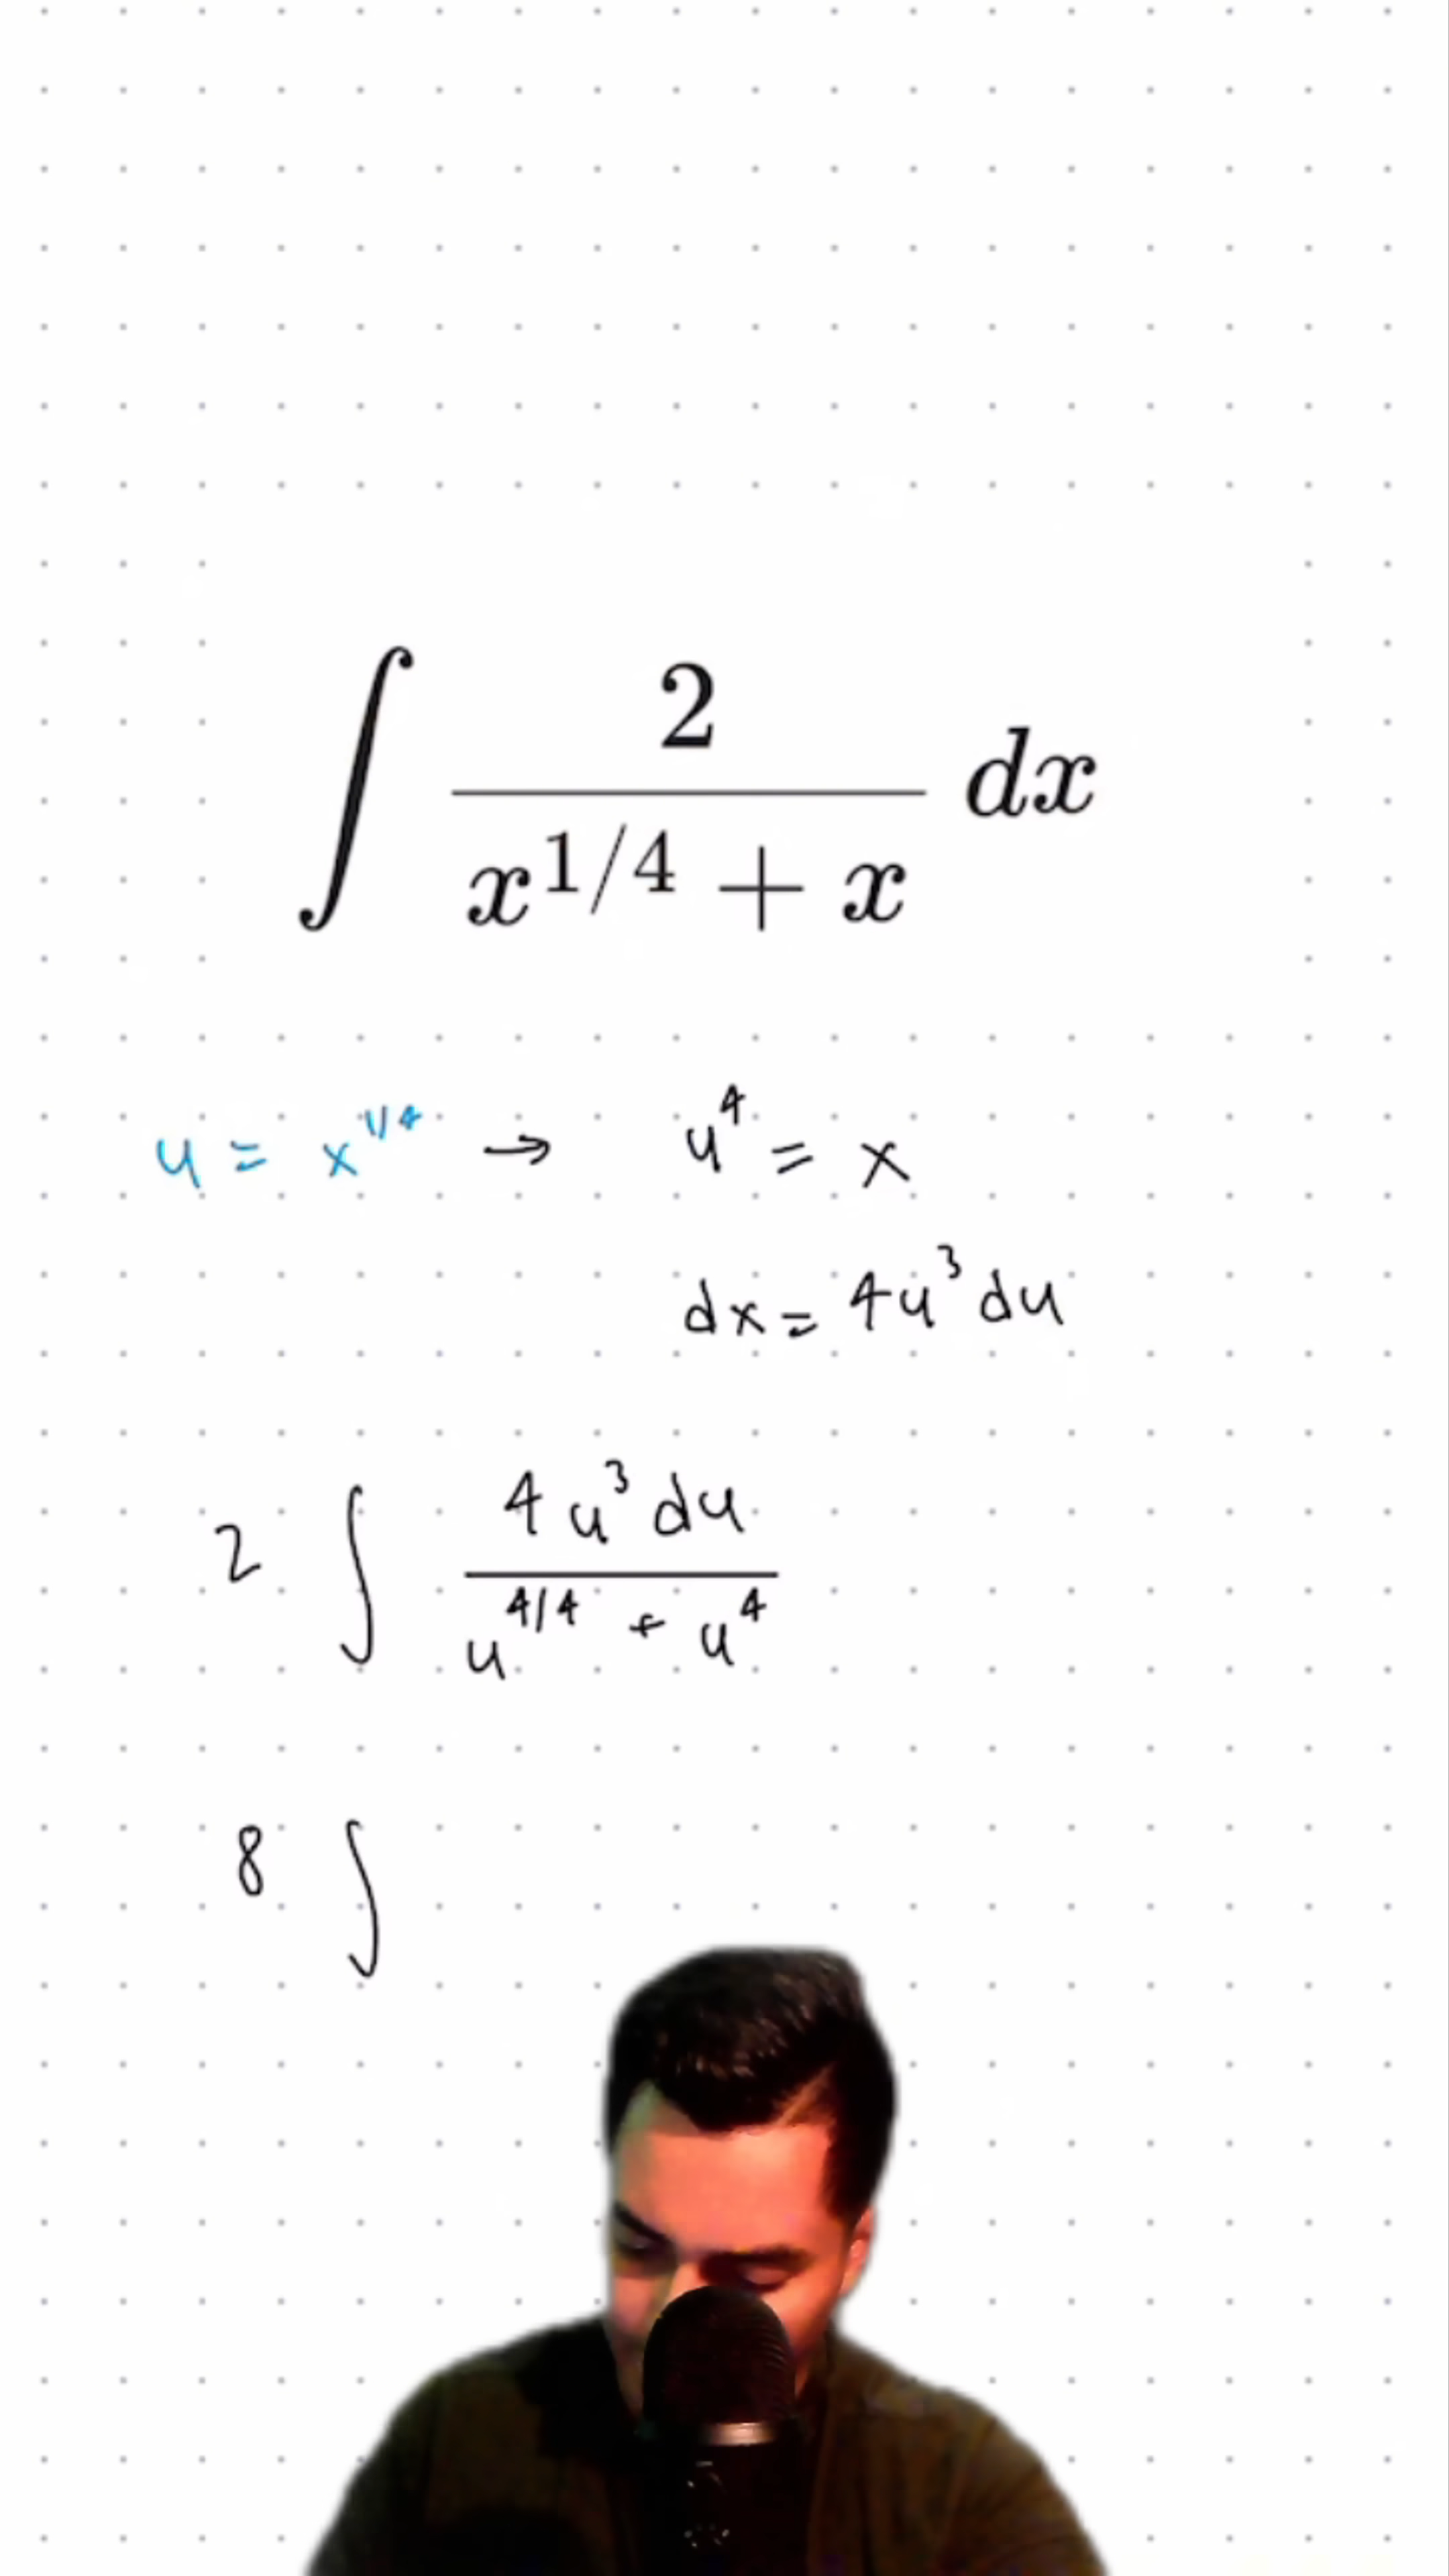 ∫ 2 / (x^{1/4} + x) dx
u = x^{1/4} → u^4 = x
dx = 4u^3 du
2 ∫ 4u^3 du / (u^{4/4} + u^4)
8 ∫